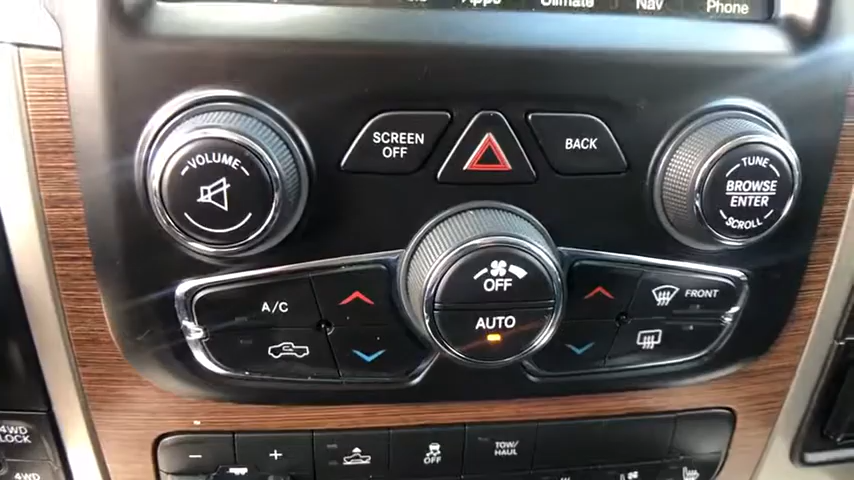 Apps Climate Nav Phone
SCREEN
OFF
BACK
VOLUME
TUNE
BROWSE
ENTER
SCROLL
OFF
AUTO
A/C
FRONT
4WD
LOCK
4WD
-
+
OFF
TOW/
HAUL